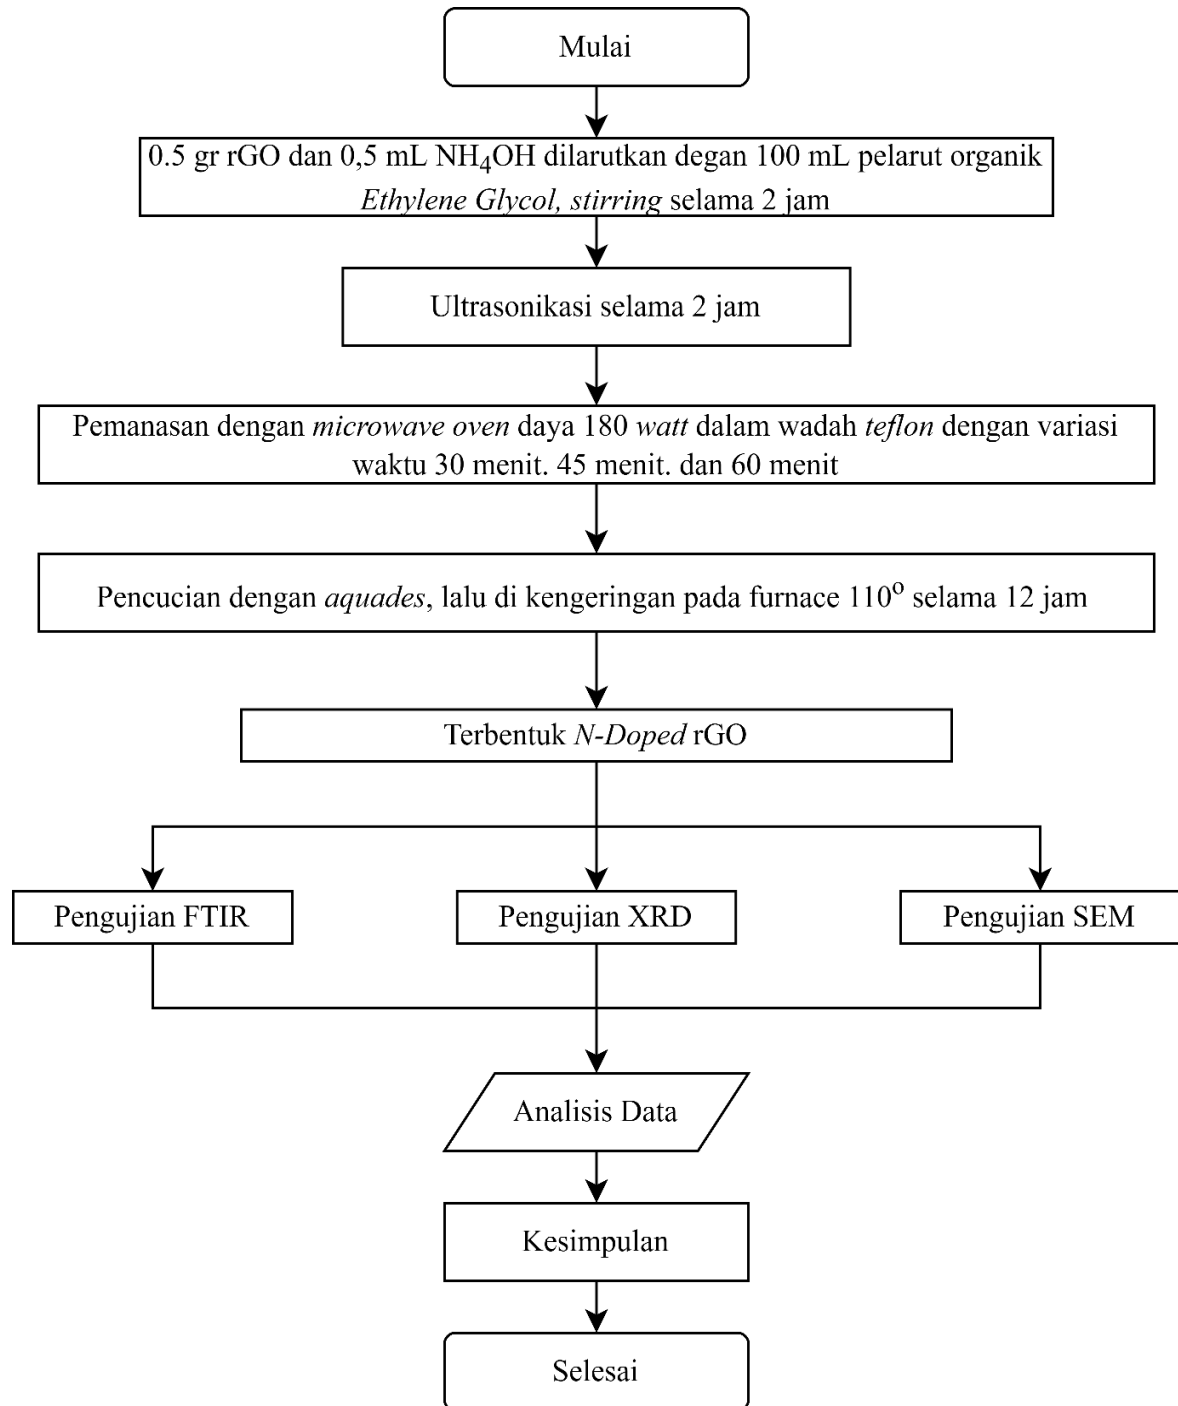 Mulai
0.5 gr rGO dan 0,5 mL NH₄OH dilarutkan degan 100 mL pelarut organik
Ethylene Glycol, stirring selama 2 jam
Ultrasonikasi selama 2 jam
Pemanasan dengan microwave oven daya 180 watt dalam wadah teflon dengan variasi
waktu 30 menit. 45 menit. dan 60 menit
Pencucian dengan aquades, lalu di kengeringan pada furnace 110° selama 12 jam
Terbentuk N-Doped rGO
Pengujian FTIR
Pengujian XRD
Pengujian SEM
Analisis Data
Kesimpulan
Selesai